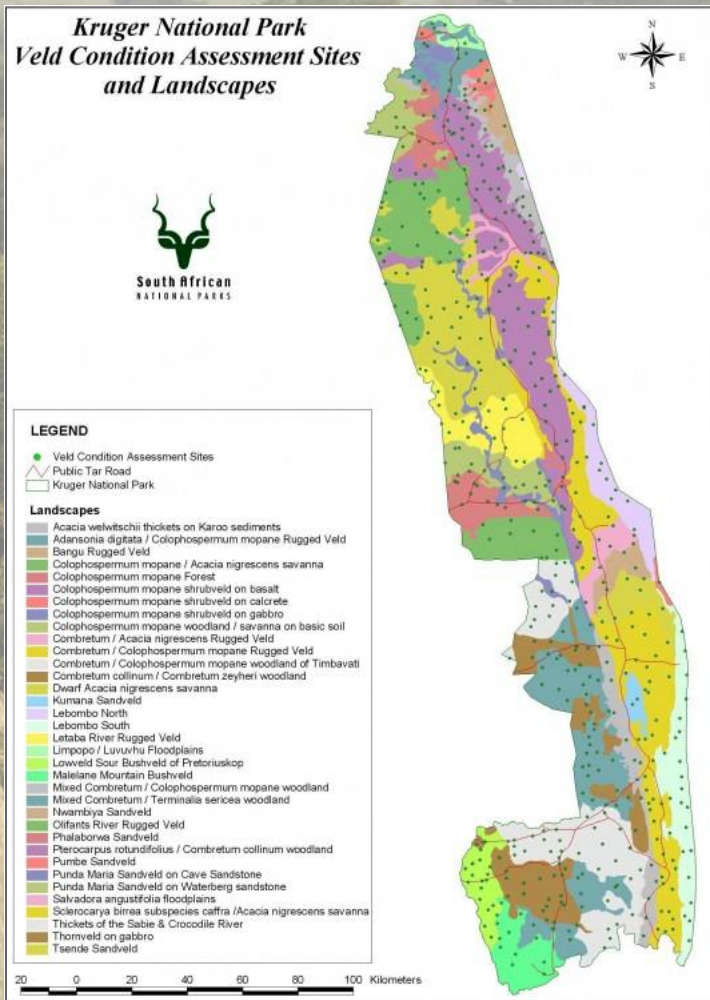 Kruger National Park
Veld Condition Assessment Sites
and Landscapes
N
W E
S
South African
NATIONAL PARKS
LEGEND
Veld Condition Assessment Sites
Public Tar Road
Kruger National Park
Landscapes
Acacia welwitschii thickets on Karoo sediments
Adansonia digitata / Colophospermum mopane Rugged Veld
Bangu Rugged Veld
Colophospermum mopane / Acacia nigrescens savanna
Colophospermum mopane Forest
Colophospermum mopane shrubveld on basalt
Colophospermum mopane shrubveld on calcrete
Colophospermum mopane shrubveld on gabbro
Colophospermum mopane woodland / savanna on basic soil
Combretum / Acacia nigrescens Rugged Veld
Combretum / Colophospermum mopane Rugged Veld
Combretum / Colophospermum mopane woodland of Timbavati
Combretum collinum / Combretum zeyheri woodland
Dwarf Acacia nigrescens savanna
Kumana Sandveld
Lebombo North
Lebombo South
Letaba River Rugged Veld
Limpopo / Luvuvhu Floodplains
Lowveld Sour Bushveld of Pretoriuskop
Malelane Mountain Bushveld
Mixed Combretum / Colophospermum mopane woodland
Mixed Combretum / Terminalia sericea woodland
Nwambiya Sandveld
Olifants River Rugged Veld
Phalaborwa Sandveld
Pterocarpus rotundifolius / Combretum collinum woodland
Pumbe Sandveld
Punda Maria Sandveld on Cave Sandstone
Punda Maria Sandveld on Waterberg sandstone
Salvadora angustifolia floodplains
Sclerocarya birrea subspecies caffra /Acacia nigrescens savanna
Thickets of the Sabie & Crocodile River
Thornveld on gabbro
Tsende Sandveld
20 0 20 40 60 80 100 Kilometers